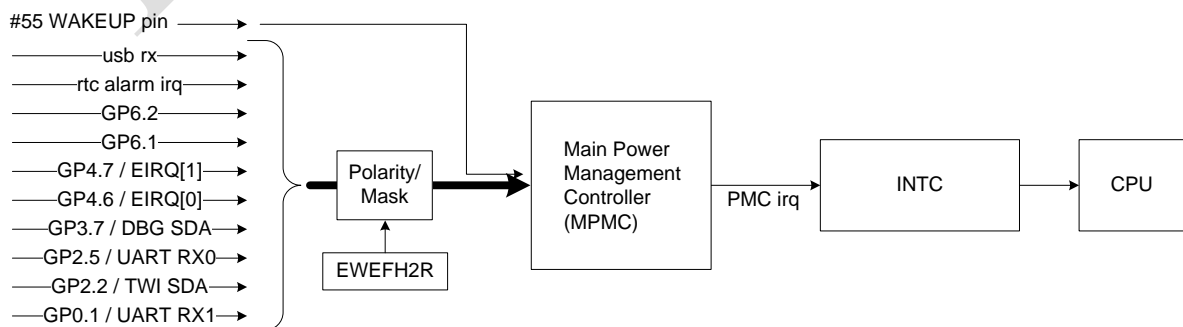 #55 WAKEUP pin
usb rx
rtc alarm irq
GP6.2
GP6.1
GP4.7 / EIRQ[1]
GP4.6 / EIRQ[0]
GP3.7 / DBG SDA
GP2.5 / UART RX0
GP2.2 / TWI SDA
GP0.1 / UART RX1
Polarity/
Mask
EWEFH2R
Main Power
Management
Controller
(MPMC)
PMC irq
INTC
CPU